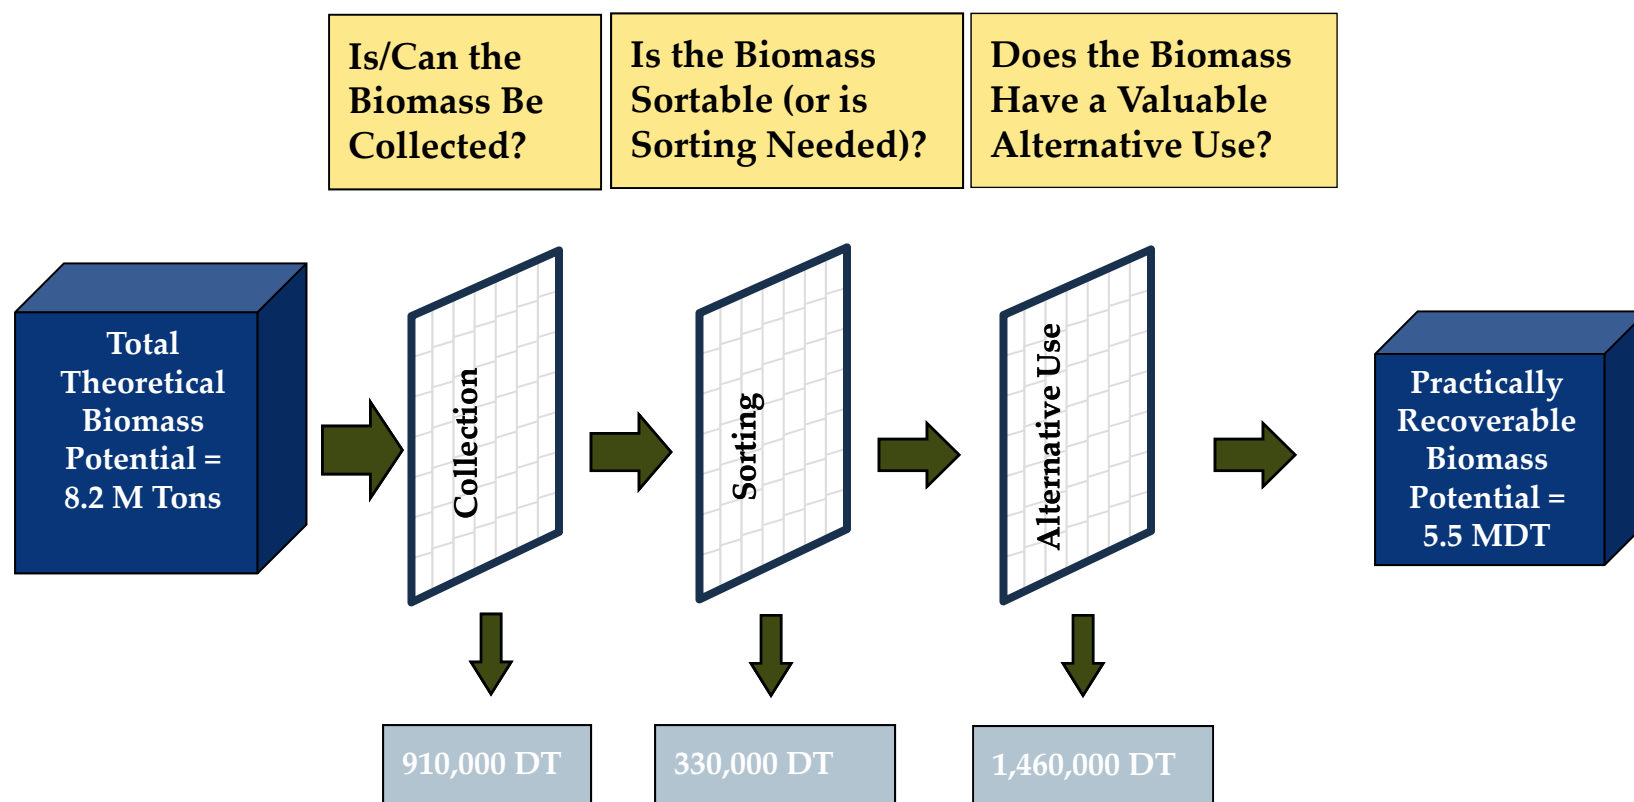 Is/Can the
Biomass Be
Collected?
Is the Biomass
Sortable (or is
Sorting Needed)?
Does the Biomass
Have a Valuable
Alternative Use?
Total
Theoretical
Biomass
Potential =
8.2 M Tons
Collection
Sorting
Alternative Use
Practically
Recoverable
Biomass
Potential =
5.5 MDT
910,000 DT
330,000 DT
1,460,000 DT